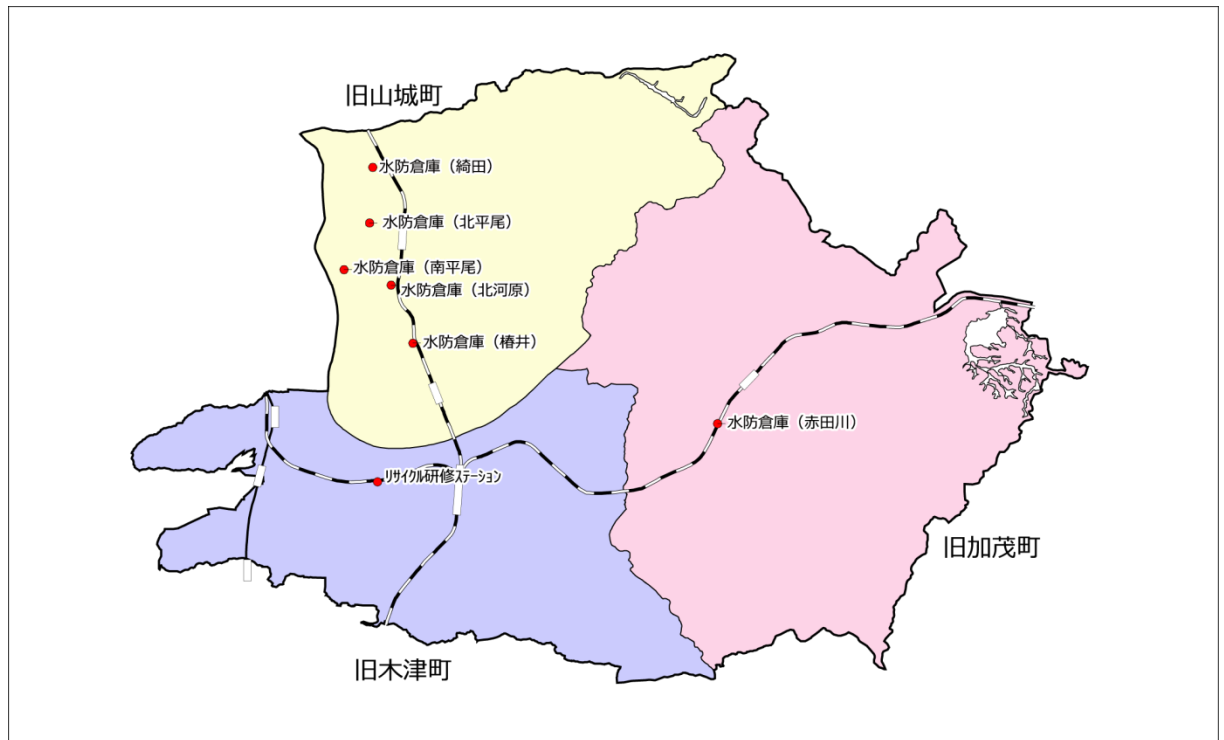 旧山城町
水防倉庫（綺田）
水防倉庫（北平尾）
水防倉庫（南平尾）
水防倉庫（北河原）
水防倉庫（椿井）
水防倉庫（赤田川）
ﾘｻｲｸﾙ研修ｽﾃｰｼｮﾝ
旧加茂町
旧木津町